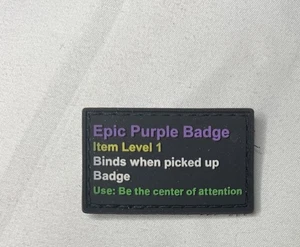 Epic Purple Badge
Item Level 1
Binds when picked up
Badge
Use: Be the center of attention